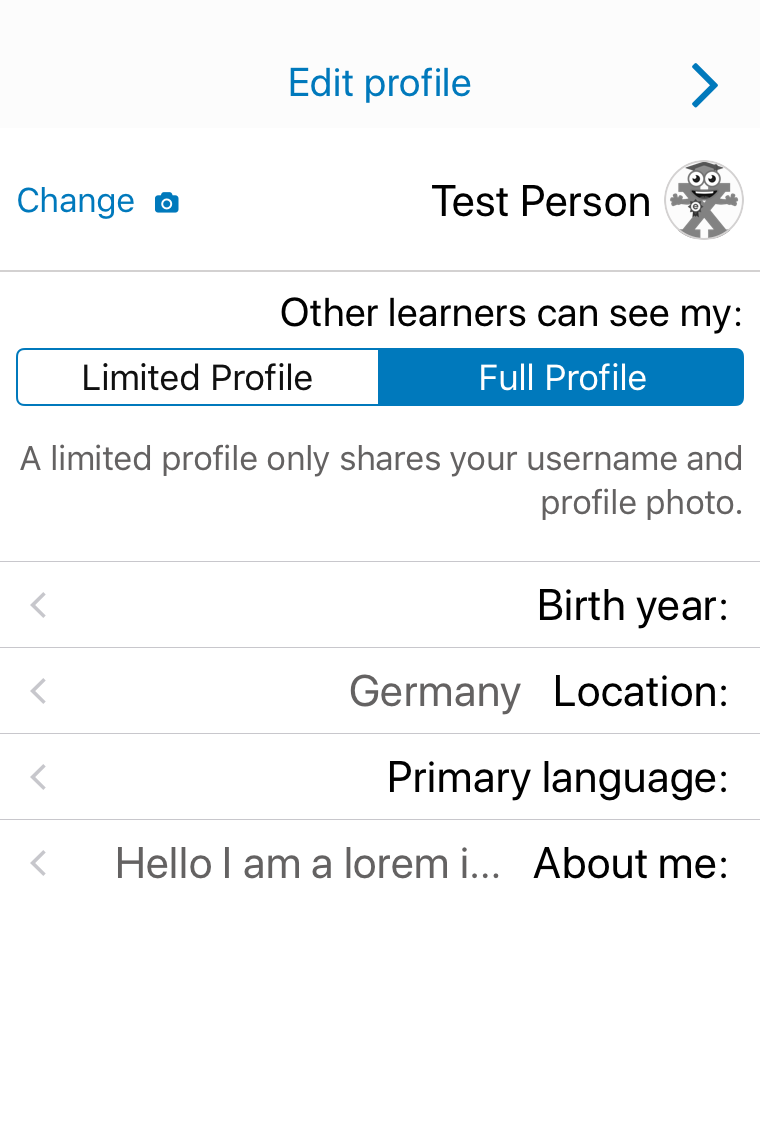 Edit profile
Change
Test Person
Other learners can see my:
Limited Profile
Full Profile
A limited profile only shares your username and
profile photo.
Birth year:
Location: Germany
Primary language:
About me: Hello I am a lorem i...